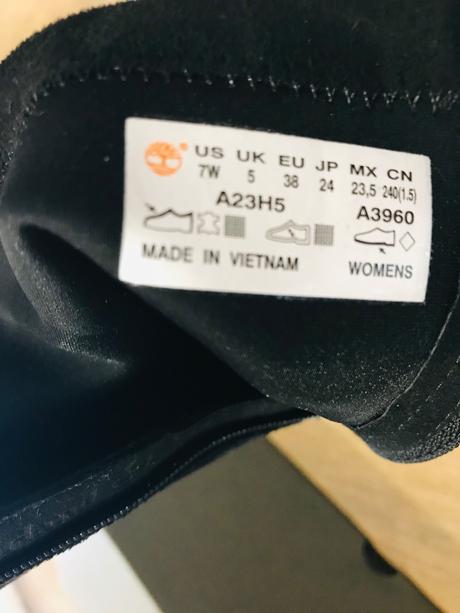 US UK EU JP MX CN
7W 5 38 24 23,5 240(1.5)
A23H5 A3960
MADE IN VIETNAM WOMENS